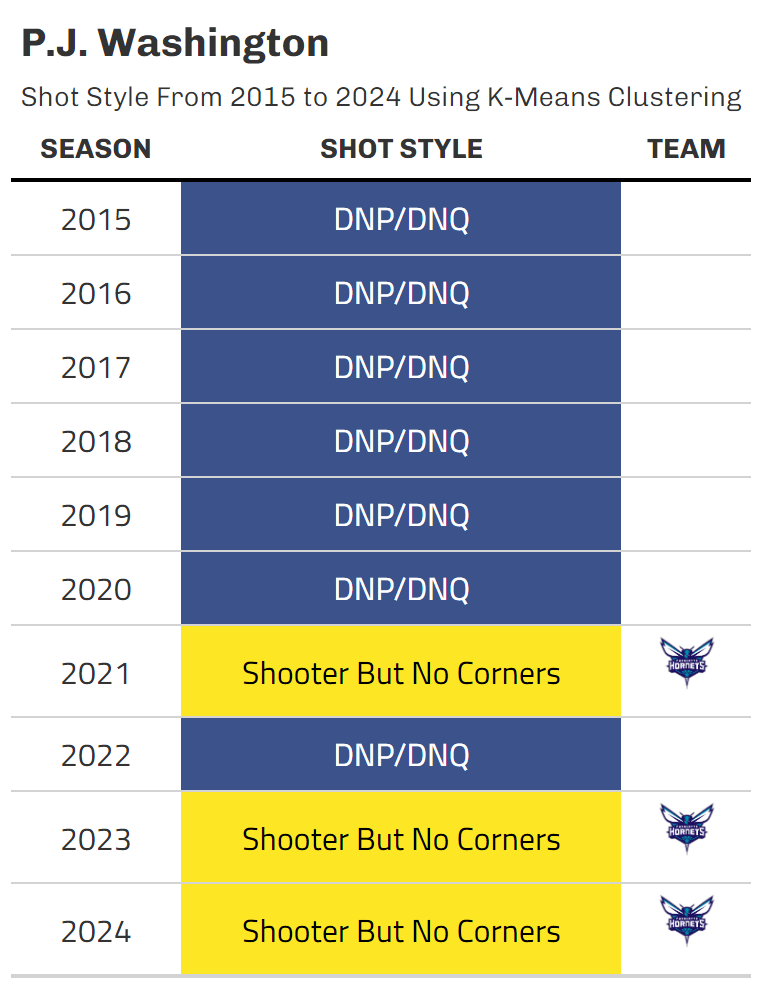 P.J. Washington
Shot Style From 2015 to 2024 Using K-Means Clustering
SEASON SHOT STYLE TEAM
2015 DNP/DNQ
2016 DNP/DNQ
2017 DNP/DNQ
2018 DNP/DNQ
2019 DNP/DNQ
2020 DNP/DNQ
2021 Shooter But No Corners HORNETS
2022 DNP/DNQ
2023 Shooter But No Corners HORNETS
2024 Shooter But No Corners HORNETS